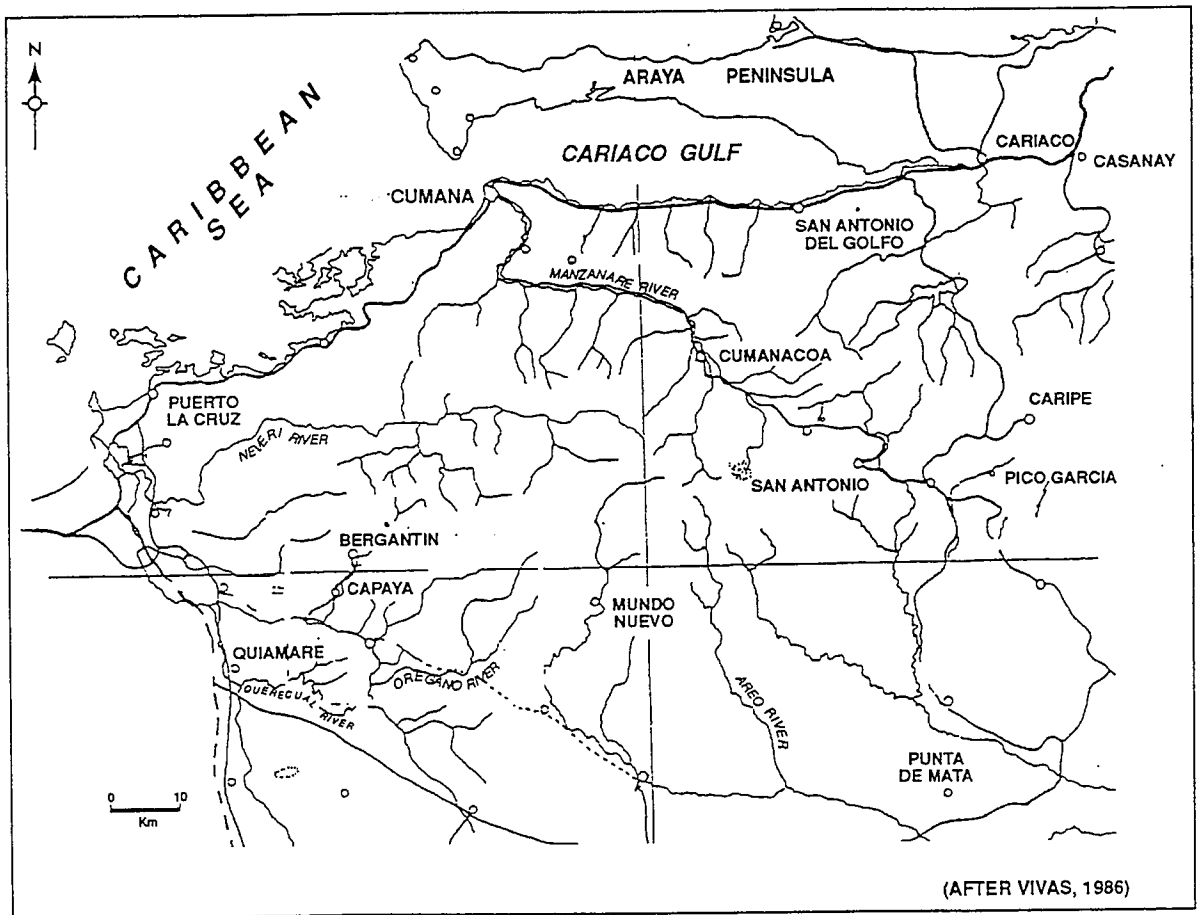 N
ARAYA PENINSULA
CARIBBEAN
SEA
CARIACO GULF
CARIACO
CASANAY
CUMANA
SAN ANTONIO
DEL GOLFO
MANZANARE RIVER
CUMANACOA
PUERTO
LA CRUZ
CARIPE
NEVERI RIVER
SAN ANTONIO
PICO GARCIA
BERGANTIN
CAPAYA
MUNDO
NUEVO
QUIAMARE
OREGANO RIVER
QUEREGUAL RIVER
AREO RIVER
PUNTA
DE MATA
0 10
Km
(AFTER VIVAS, 1986)